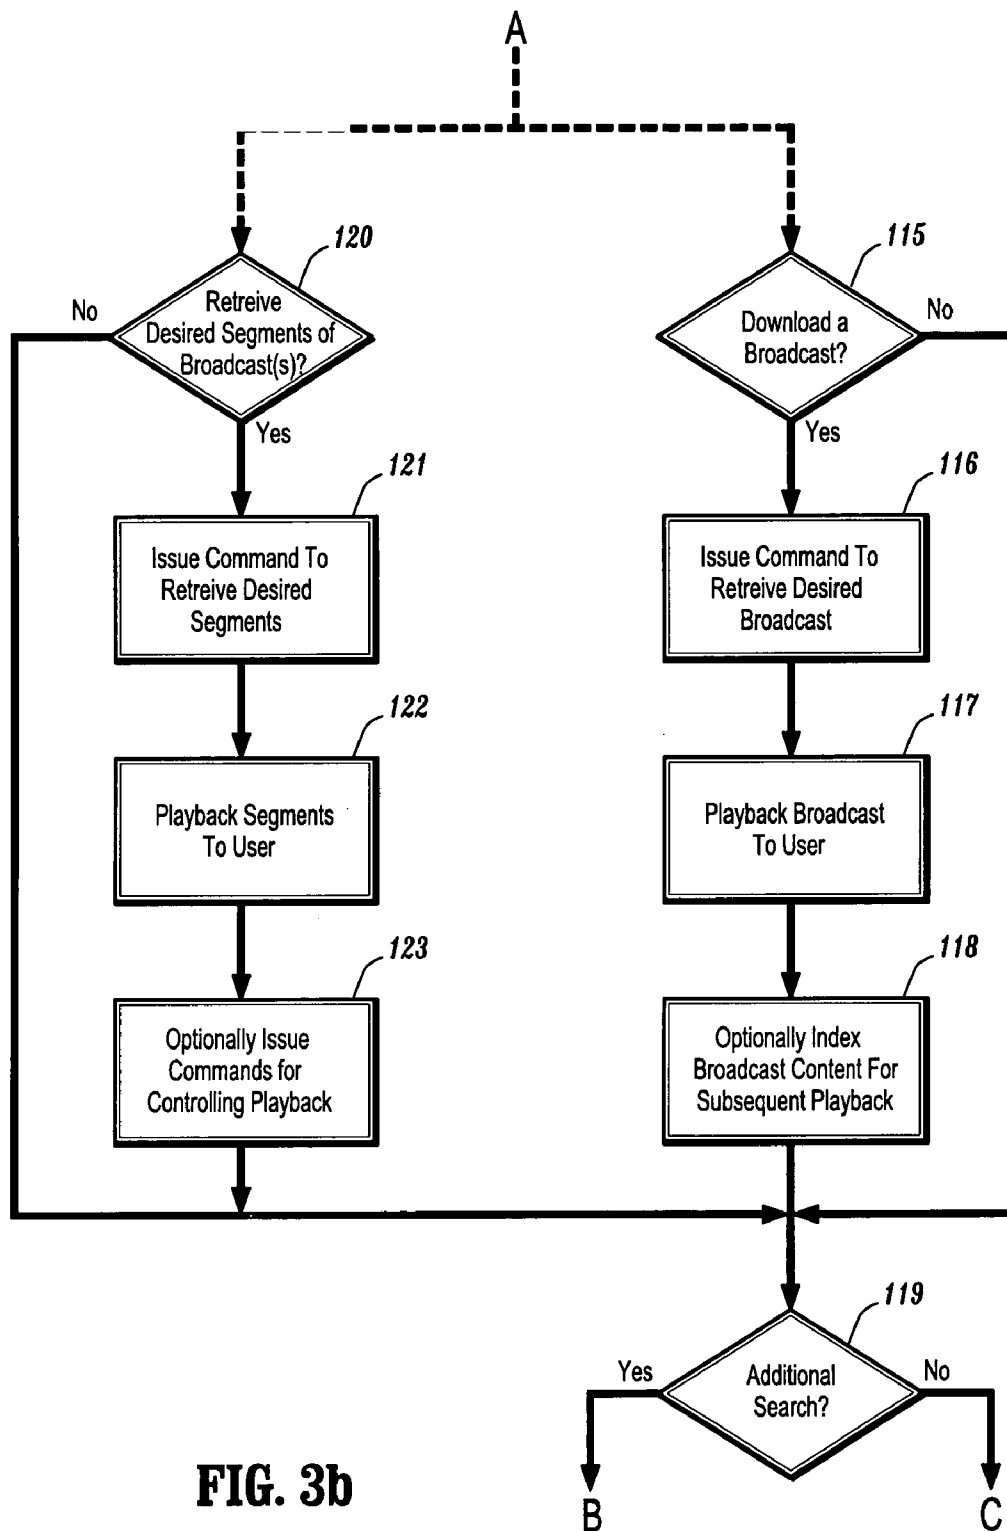 A
120
No
Retreive
Desired Segments of
Broadcast(s)?
Yes
121
Issue Command To
Retreive Desired
Segments
122
Playback Segments
To User
123
Optionally Issue
Commands for
Controlling Playback
115
No
Download a
Broadcast?
Yes
116
Issue Command To
Retreive Desired
Broadcast
117
Playback Broadcast
To User
118
Optionally Index
Broadcast Content For
Subsequent Playback
119
Yes
No
Additional
Search?
B
C
FIG. 3b